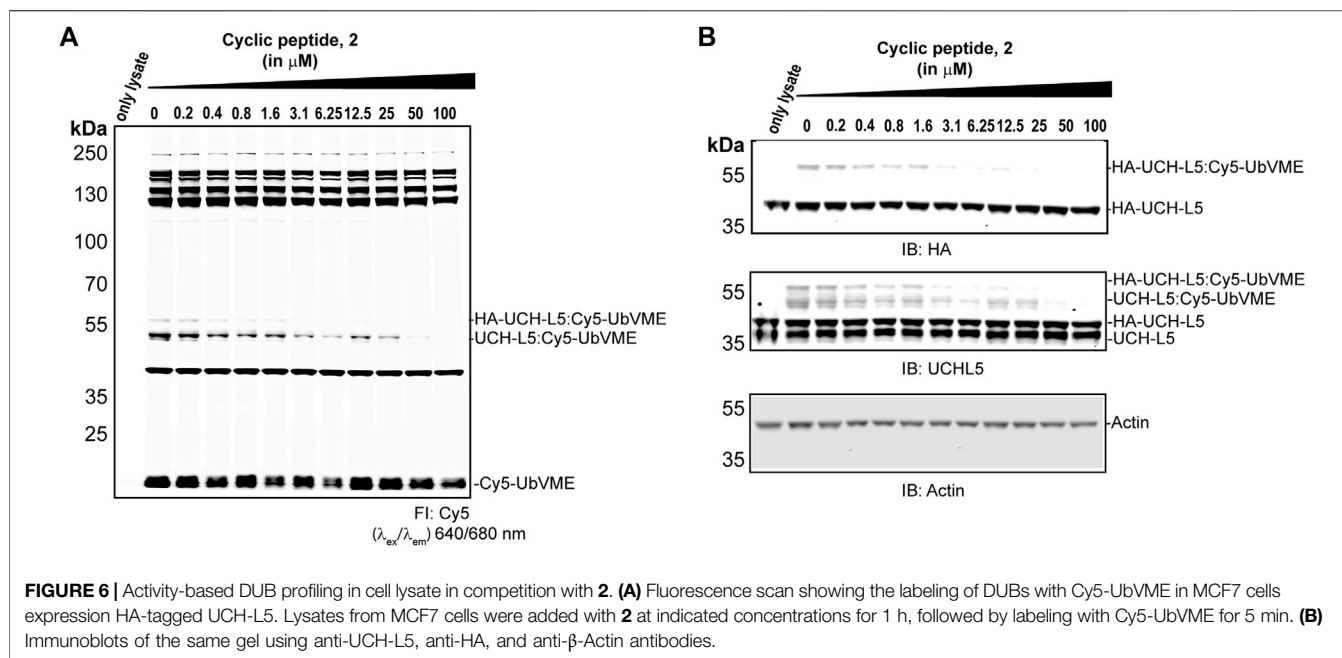 A
Cyclic peptide, 2
(in μM)
only lysate
0 0.2 0.4 0.8 1.6 3.1 6.25 12.5 25 50 100
kDa
250
130
100
70
55
35
25
-HA-UCH-L5:Cy5-UbVME
-UCH-L5:Cy5-UbVME
-Cy5-UbVME
FI: Cy5
(λex/λem) 640/680 nm
B
Cyclic peptide, 2
(in μM)
only lysate
0 0.2 0.4 0.8 1.6 3.1 6.25 12.5 25 50 100
kDa
55
35
-HA-UCH-L5:Cy5-UbVME
-HA-UCH-L5
IB: HA
55
35
-HA-UCH-L5:Cy5-UbVME
-UCH-L5:Cy5-UbVME
-HA-UCH-L5
-UCH-L5
IB: UCHL5
55
35
-Actin
IB: Actin
FIGURE 6 | Activity-based DUB profiling in cell lysate in competition with 2. (A) Fluorescence scan showing the labeling of DUBs with Cy5-UbVME in MCF7 cells
expression HA-tagged UCH-L5. Lysates from MCF7 cells were added with 2 at indicated concentrations for 1 h, followed by labeling with Cy5-UbVME for 5 min. (B)
Immunoblots of the same gel using anti-UCH-L5, anti-HA, and anti-β-Actin antibodies.